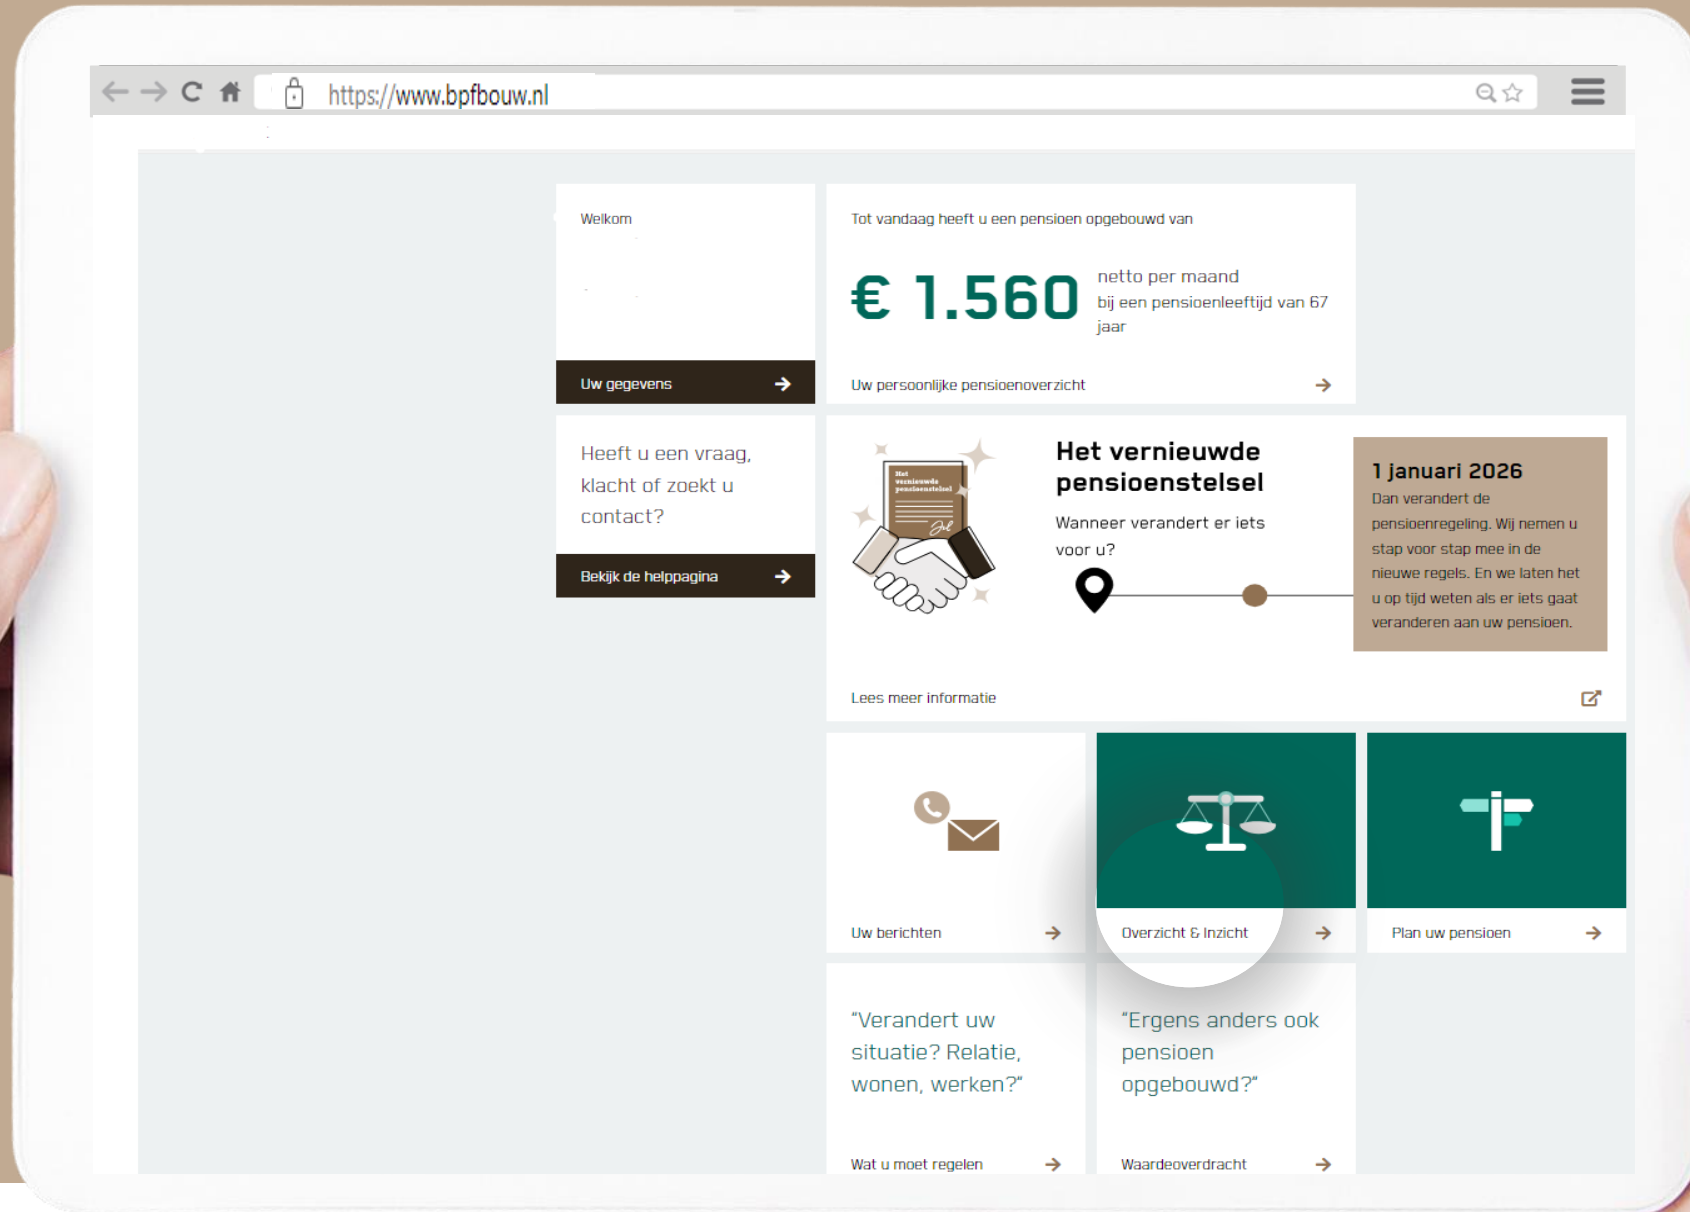 https://www.bpfbouw.nl
Welkom
Uw gegevens
Tot vandaag heeft u een pensioen opgebouwd van
€ 1.560
netto per maand
bij een pensioenleeftijd van 67
jaar
Uw persoonlijke pensioenoverzicht
Heeft u een vraag,
klacht of zoekt u
contact?
Bekijk de helppagina
Het
vernieuwde
pensioenstelsel
Het vernieuwde
pensioenstelsel
Wanneer verandert er iets
voor u?
1 januari 2026
Dan verandert de
pensioenregeling. Wij nemen u
stap voor stap mee in de
nieuwe regels. En we laten het
u op tijd weten als er iets gaat
veranderen aan uw pensioen.
Lees meer informatie
Uw berichten
Overzicht & Inzicht
Plan uw pensioen
"Verandert uw
situatie? Relatie,
wonen, werken?"
Wat u moet regelen
"Ergens anders ook
pensioen
opgebouwd?"
Waardeoverdracht